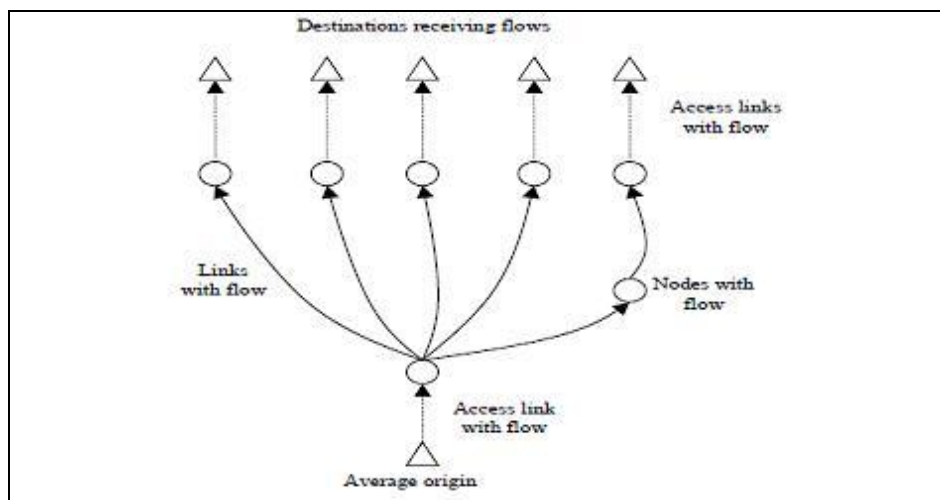 Destinations receiving flows
Access links
with flow
Links
with flow
Nodes with
flow
Access link
with flow
Average origin